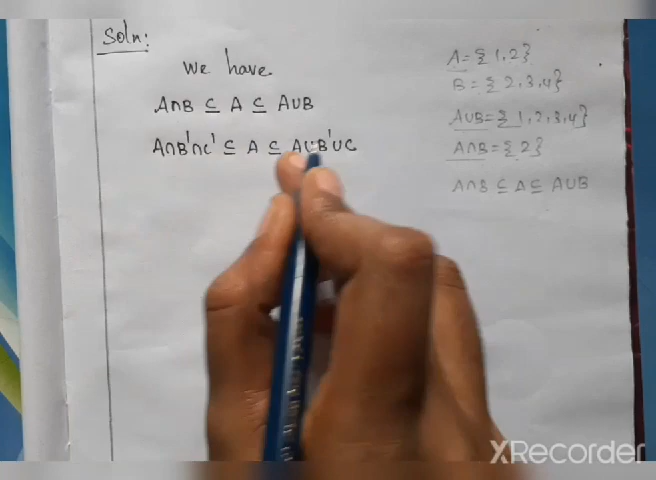 Soln:
we have.
A∩B ⊆ A ⊆ A∪B
A∩B'∩C' ⊆ A ⊆ A∪B'∪C
A = {1,2}
B = {2,3,4}
A∪B = {1,2,3,4}
A∩B = {2}
A∩B ⊆ A ⊆ A∪B
XRecorder